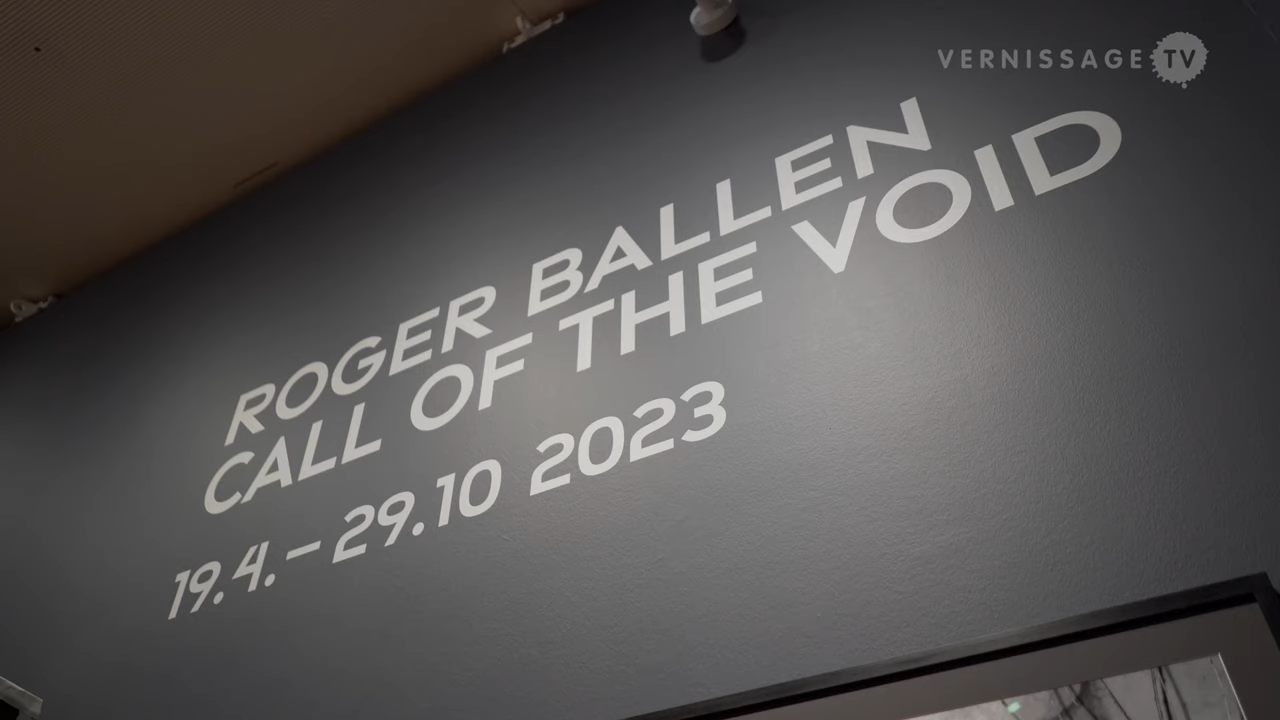 VERNISSAGE TV
ROGER BALLEN
CALL OF THE VOID
19.4.–29.10 2023